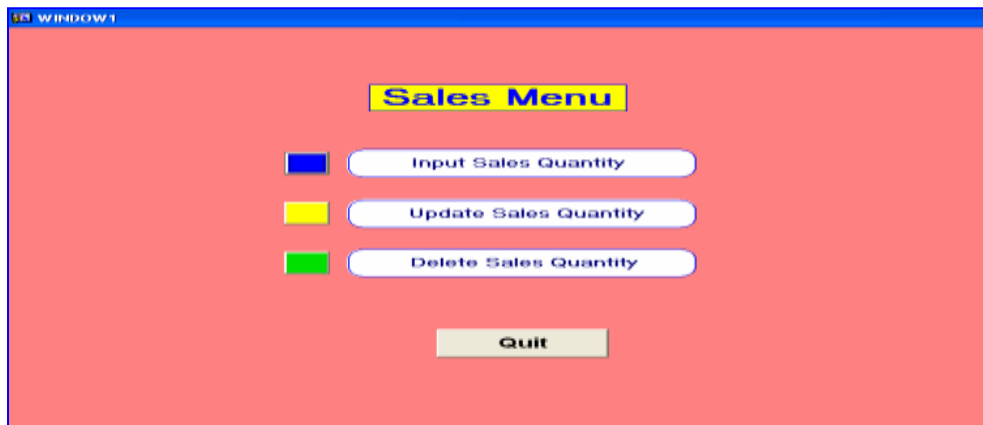 WINDOW1
Sales Menu
Input Sales Quantity
Update Sales Quantity
Delete Sales Quantity
Quit